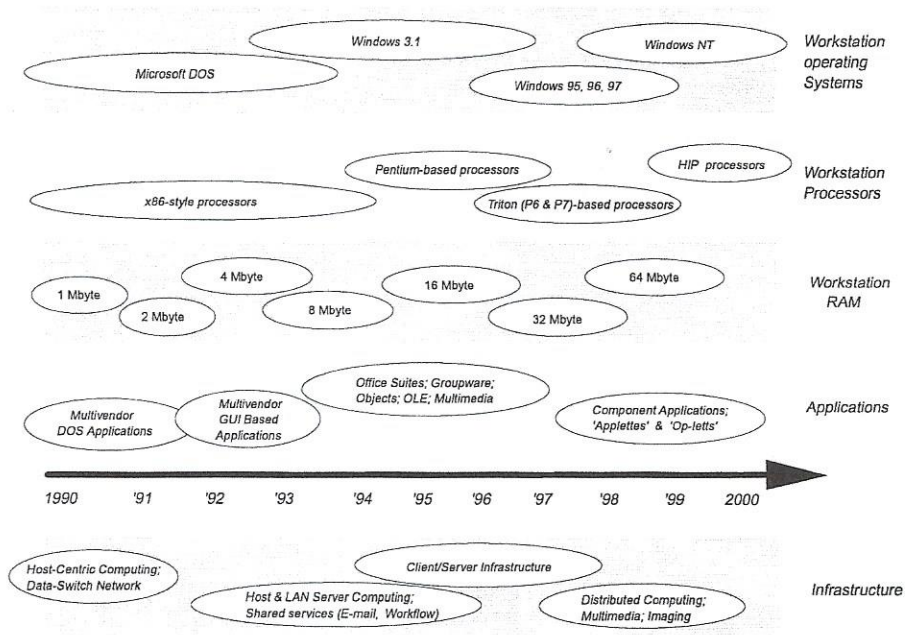 Windows 3.1
Windows NT
Microsoft DOS
Windows 95, 96, 97
Workstation
operating
Systems
Pentium-based processors
HIP processors
x86-style processors
Triton (P6 & P7)-based processors
Workstation
Processors
1 Mbyte
2 Mbyte
4 Mbyte
8 Mbyte
16 Mbyte
32 Mbyte
64 Mbyte
Workstation
RAM
Multivendor
DOS Applications
Multivendor
GUI Based
Applications
Office Suites; Groupware;
Objects; OLE; Multimedia
Component Applications;
'Applettes' & 'Op-letts'
Applications
1990 '91 '92 '93 '94 '95 '96 '97 '98 '99 2000
Host-Centric Computing;
Data-Switch Network
Host & LAN Server Computing;
Shared services (E-mail, Workflow)
Client/Server Infrastructure
Distributed Computing;
Multimedia; Imaging
Infrastructure